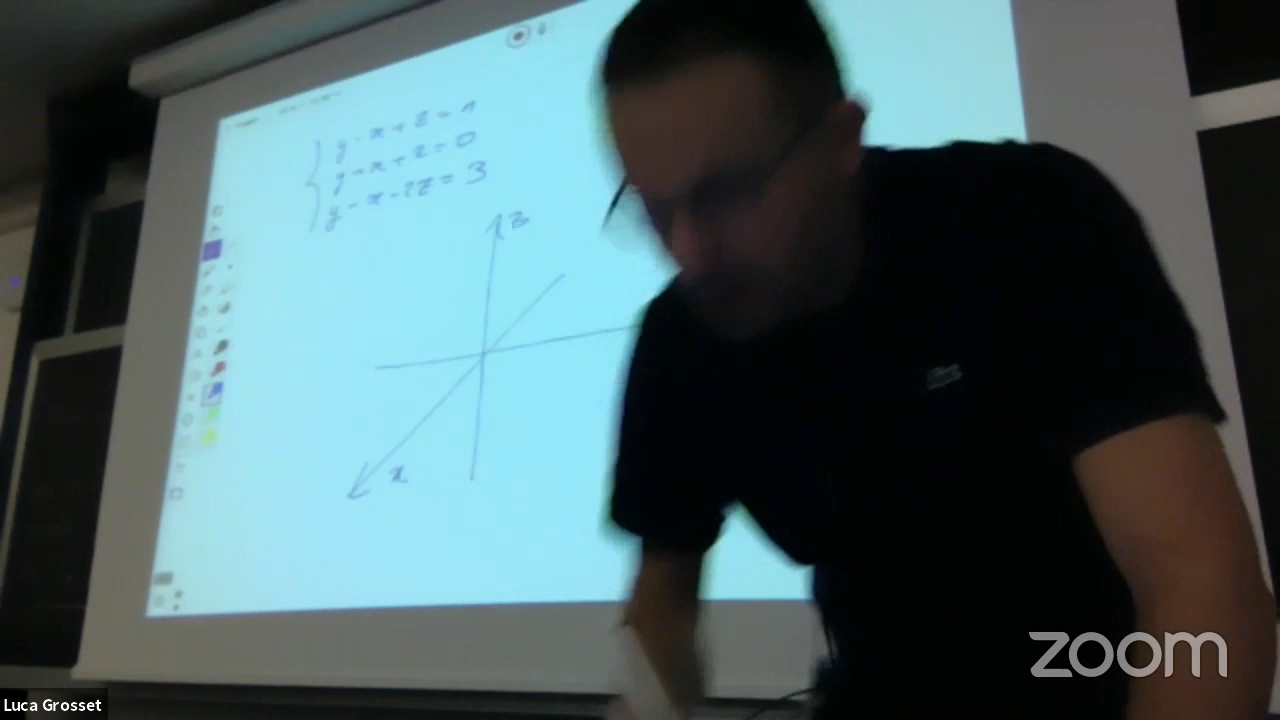 y - x + z = 1
y + x + z = 0
y - x - 2z = 3
z
x
zoom
Luca Grosset